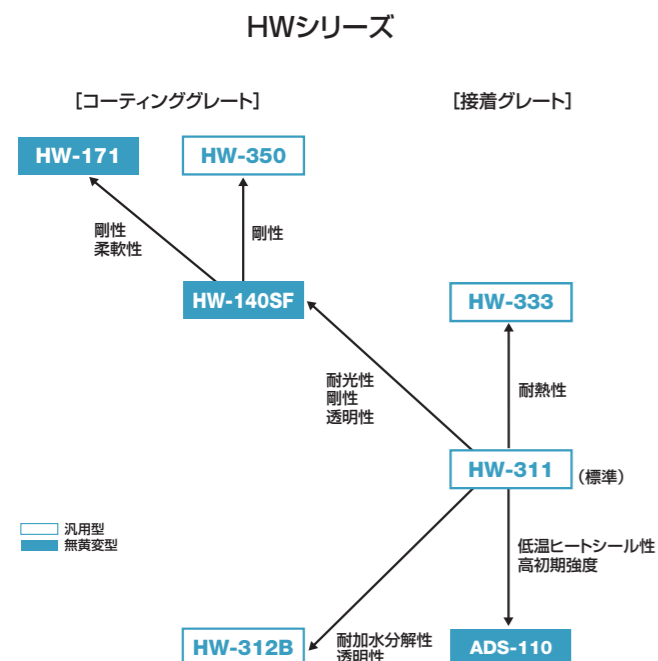 HWシリーズ
［コーティンググレート］
［接着グレート］
HW-171
HW-350
剛性
柔軟性
剛性
HW-140SF
HW-333
耐光性
剛性
透明性
耐熱性
HW-311
（標準）
汎用型
無黄変型
低温ヒートシール性
高初期強度
HW-312B
耐加水分解性
透明性
ADS-110